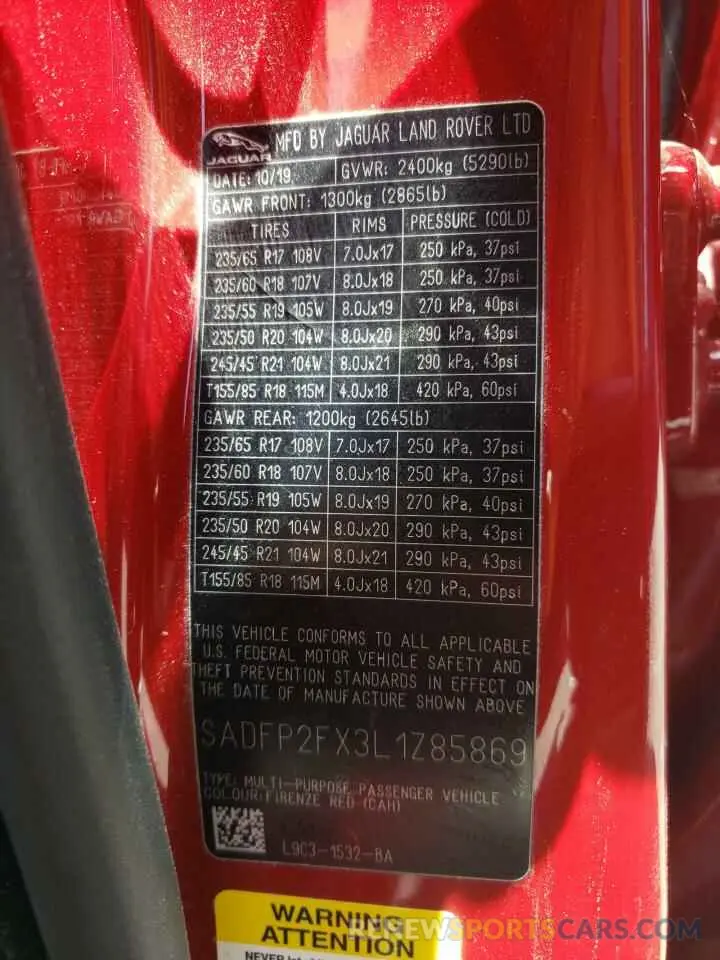 JAGUAR
MFD BY JAGUAR LAND ROVER LTD
DATE: 10/19 GVWR: 2400kg (5290lb)
GAWR FRONT: 1300kg (2865lb)
TIRES RIMS PRESSURE (COLD)
235/65 R17 108V 7.0Jx17 250 kPa, 37psi
235/60 R18 107V 8.0Jx18 250 kPa, 37psi
235/55 R19 105W 8.0Jx19 270 kPa, 40psi
235/50 R20 104W 8.0Jx20 290 kPa, 43psi
245/45 R21 104W 8.0Jx21 290 kPa, 43psi
T155/85 R18 115M 4.0Jx18 420 kPa, 60psi
GAWR REAR: 1200kg (2645lb)
235/65 R17 108V 7.0Jx17 250 kPa, 37psi
235/60 R18 107V 8.0Jx18 250 kPa, 37psi
235/55 R19 105W 8.0Jx19 270 kPa, 40psi
235/50 R20 104W 8.0Jx20 290 kPa, 43psi
245/45 R21 104W 8.0Jx21 290 kPa, 43psi
T155/85 R18 115M 4.0Jx18 420 kPa, 60psi
THIS VEHICLE CONFORMS TO ALL APPLICABLE
U.S. FEDERAL MOTOR VEHICLE SAFETY AND
THEFT PREVENTION STANDARDS IN EFFECT ON
THE DATE OF MANUFACTURE SHOWN ABOVE
SADFP2FX3L1Z85869
TYPE: MULTI-PURPOSE PASSENGER VEHICLE
COLOUR: FIRENZE RED (CAH)
L9C3-1532-BA
WARNING
ATTENTION
RENEWSPORTSCARS.COM